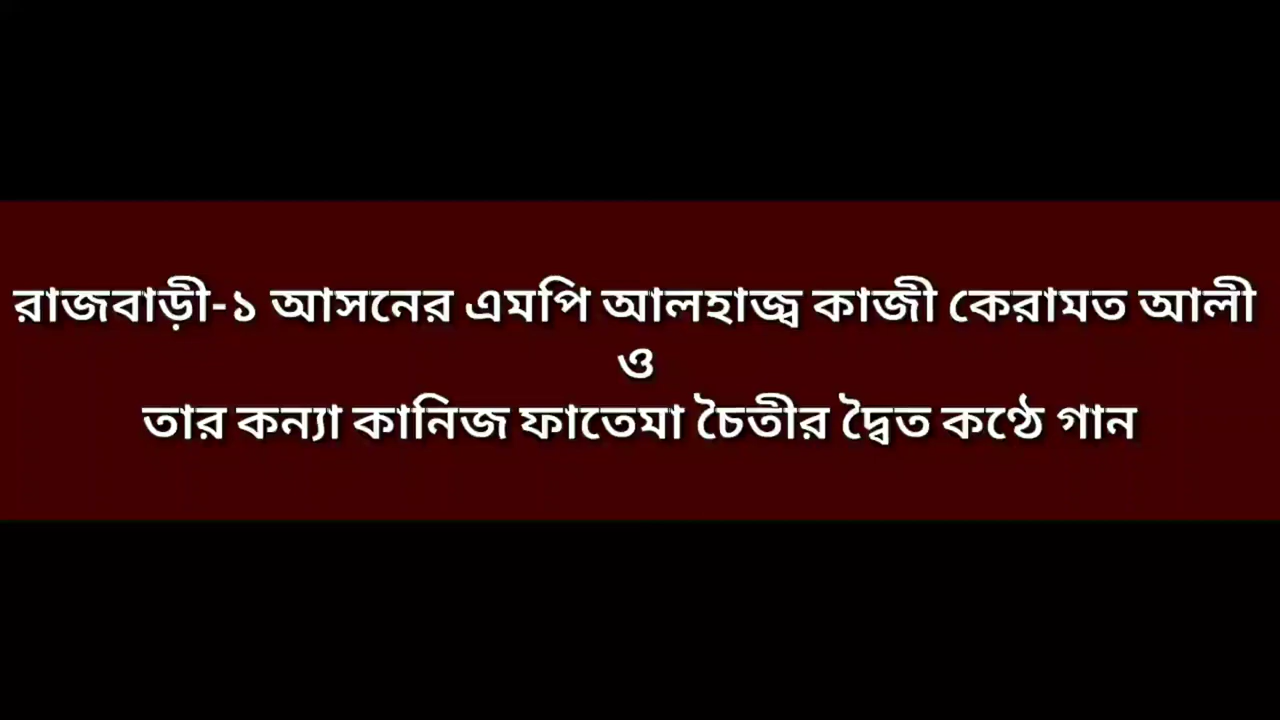 রাজবাড়ী-১ আসনের এমপি আলহাজ্ব কাজী কেরামত আলী
ও
তার কন্যা কানিজ ফাতেমা চৈতীর দ্বৈত কণ্ঠে গান